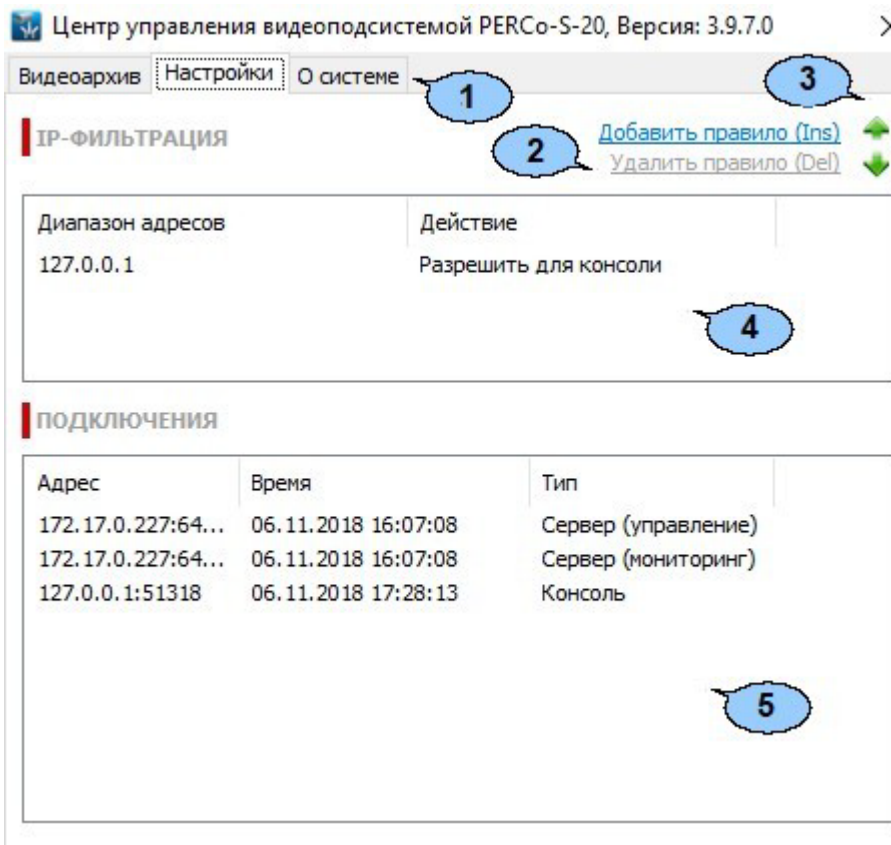 Центр управления видеоподсистемой PERCo-S-20, Версия: 3.9.7.0
Видеоархив Настройки О системе
1
3
IP-ФИЛЬТРАЦИЯ
Добавить правило (Ins)
2
Удалить правило (Del)
Диапазон адресов Действие
127.0.0.1 Разрешить для консоли
4
ПОДКЛЮЧЕНИЯ
Адрес Время Тип
172.17.0.227:64... 06.11.2018 16:07:08 Сервер (управление)
172.17.0.227:64... 06.11.2018 16:07:08 Сервер (мониторинг)
127.0.0.1:51318 06.11.2018 17:28:13 Консоль
5